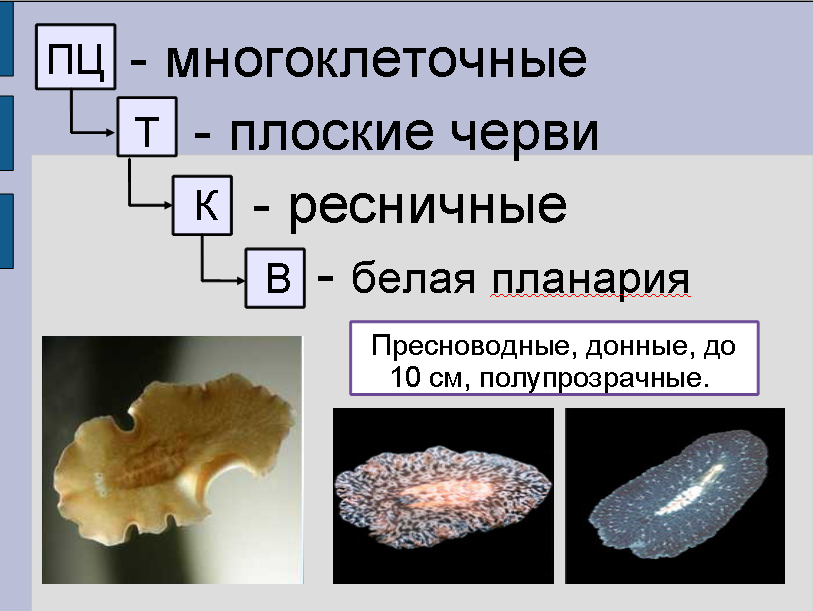 ПЦ - многоклеточные
Т - плоские черви
К - ресничные
В - белая планария
Пресноводные, донные, до
10 см, полупрозрачные.